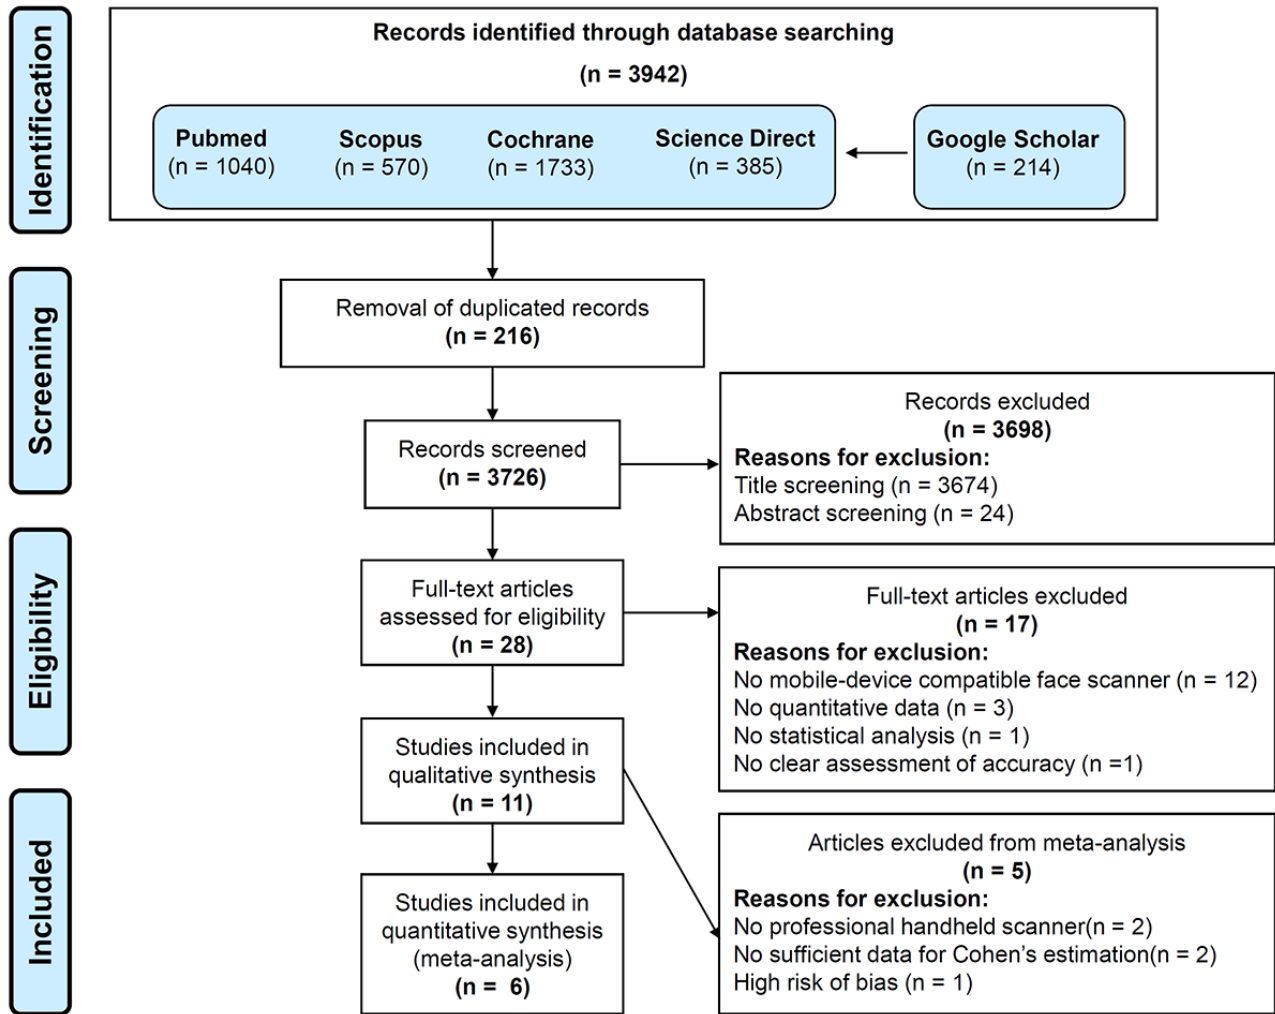 Identification
Records identified through database searching
(n = 3942)
Pubmed
(n = 1040)
Scopus
(n = 570)
Cochrane
(n = 1733)
Science Direct
(n = 385)
Google Scholar
(n = 214)
Screening
Removal of duplicated records
(n = 216)
Records screened
(n = 3726)
Records excluded
(n = 3698)
Reasons for exclusion:
Title screening (n = 3674)
Abstract screening (n = 24)
Eligibility
Full-text articles
assessed for eligibility
(n = 28)
Full-text articles excluded
(n = 17)
Reasons for exclusion:
No mobile-device compatible face scanner (n = 12)
No quantitative data (n = 3)
No statistical analysis (n = 1)
No clear assessment of accuracy (n =1)
Studies included in
qualitative synthesis
(n = 11)
Included
Articles excluded from meta-analysis
(n = 5)
Reasons for exclusion:
No professional handheld scanner(n = 2)
No sufficient data for Cohen’s estimation(n = 2)
High risk of bias (n = 1)
Studies included in
quantitative synthesis
(meta-analysis)
(n =  6)